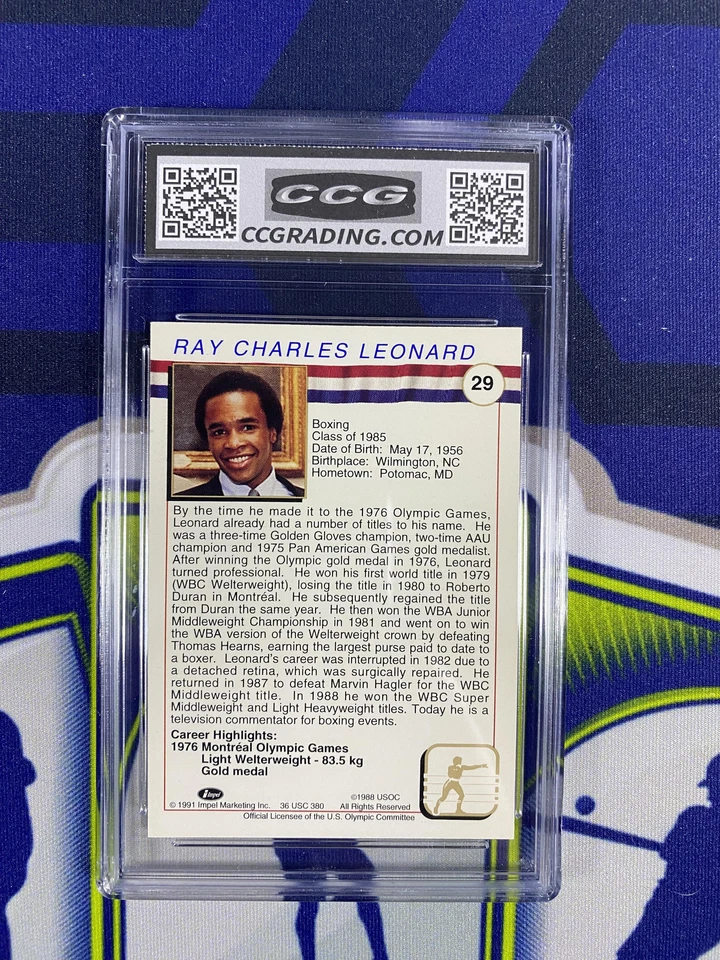 CCG
CCGRADING.COM
RAY CHARLES LEONARD
29
Boxing
Class of 1985
Date of Birth: May 17, 1956
Birthplace: Wilmington, NC
Hometown: Potomac, MD
By the time he made it to the 1976 Olympic Games,
Leonard already had a number of titles to his name. He
was a three-time Golden Gloves champion, two-time AAU
champion and 1975 Pan American Games gold medalist.
After winning the Olympic gold medal in 1976, Leonard
turned professional. He won his first world title in 1979
(WBC Welterweight), losing the title in 1980 to Roberto
Duran in Montréal. He subsequently regained the title
from Duran the same year. He then won the WBA Junior
Middleweight Championship in 1981 and went on to win
the WBA version of the Welterweight crown by defeating
Thomas Hearns, earning the largest purse paid to date to
a boxer. Leonard's career was interrupted in 1982 due to
a detached retina, which was surgically repaired. He
returned in 1987 to defeat Marvin Hagler for the WBC
Middleweight title. In 1988 he won the WBC Super
Middleweight and Light Heavyweight titles. Today he is a
television commentator for boxing events.
Career Highlights:
1976 Montréal Olympic Games
Light Welterweight - 83.5 kg
Gold medal
impel
©1988 USOC
© 1991 Impel Marketing Inc. 36 USC 380 All Rights Reserved
Official Licensee of the U.S. Olympic Committee